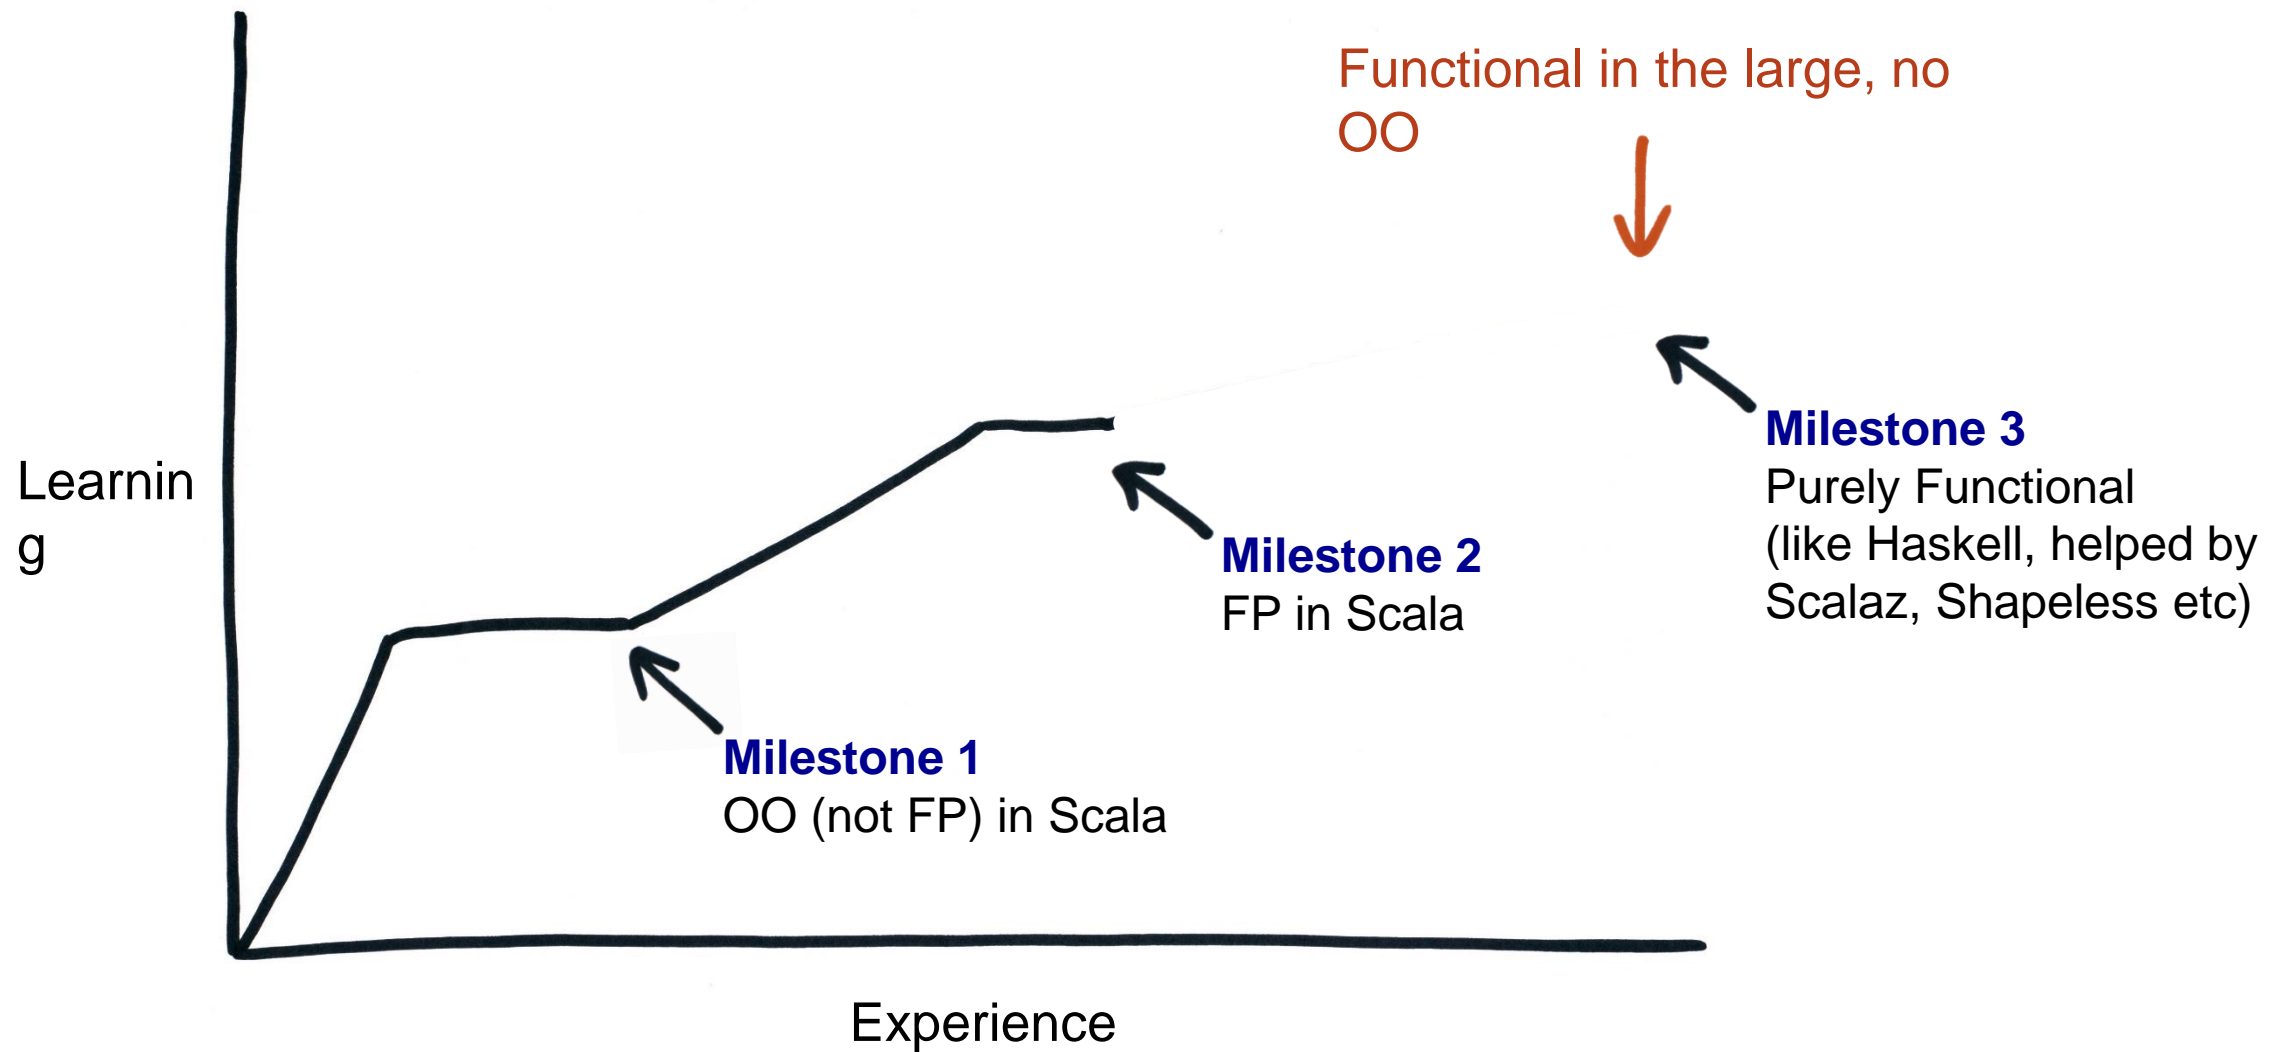 Functional in the large, no
OO
Learnin
g
Milestone 3
Purely Functional
(like Haskell, helped by
Scalaz, Shapeless etc)
Milestone 2
FP in Scala
Milestone 1
OO (not FP) in Scala
Experience